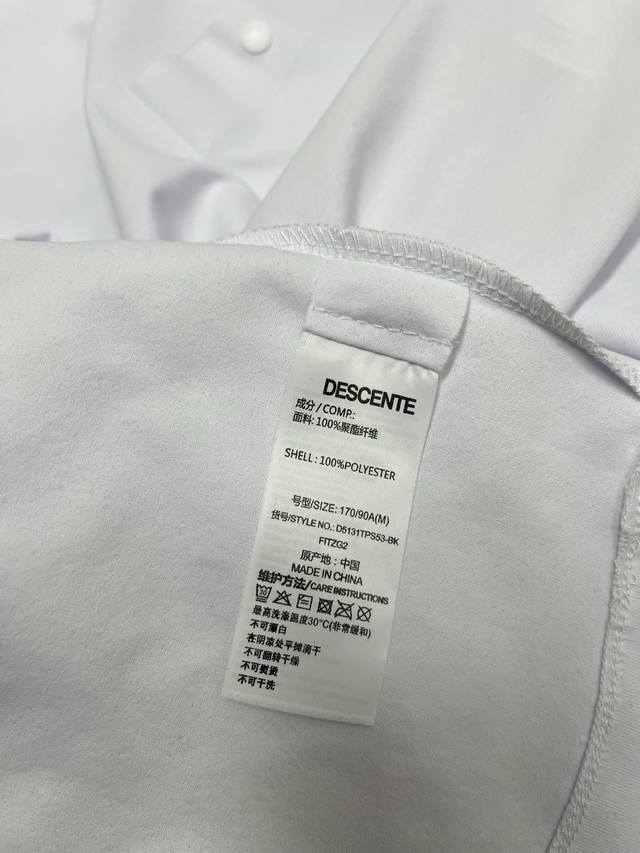 DESCENTE
成分/COMP.:
面料: 100%聚酯纤维
SHELL : 100%POLYESTER
号型/SIZE: 170/90A(M)
货号/STYLE NO.: D5131TPS53-BK
FITZG2
原产地: 中国
MADE IN CHINA
维护方法/CARE INSTRUCTIONS
30
最高洗涤温度30°C(非常缓和)
不可漂白
在阴凉处平摊滴干
不可翻转干燥
不可熨烫
不可干洗